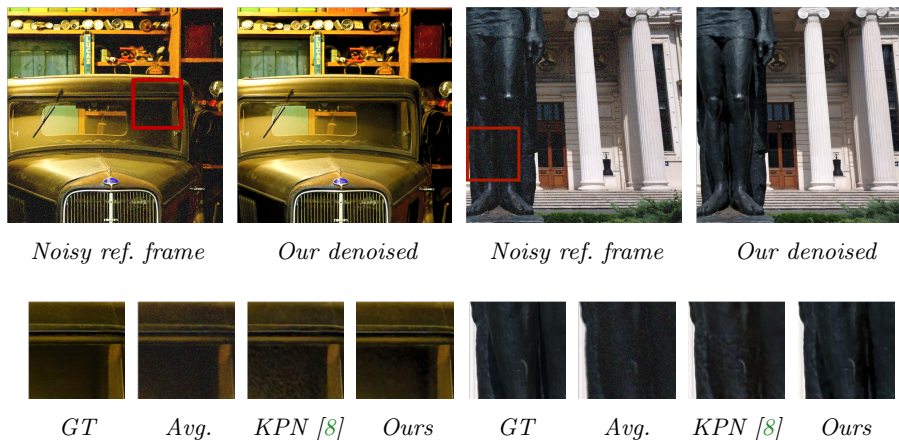 Noisy ref. frame Our denoised Noisy ref. frame Our denoised
GT Avg. KPN [8] Ours GT Avg. KPN [8] Ours